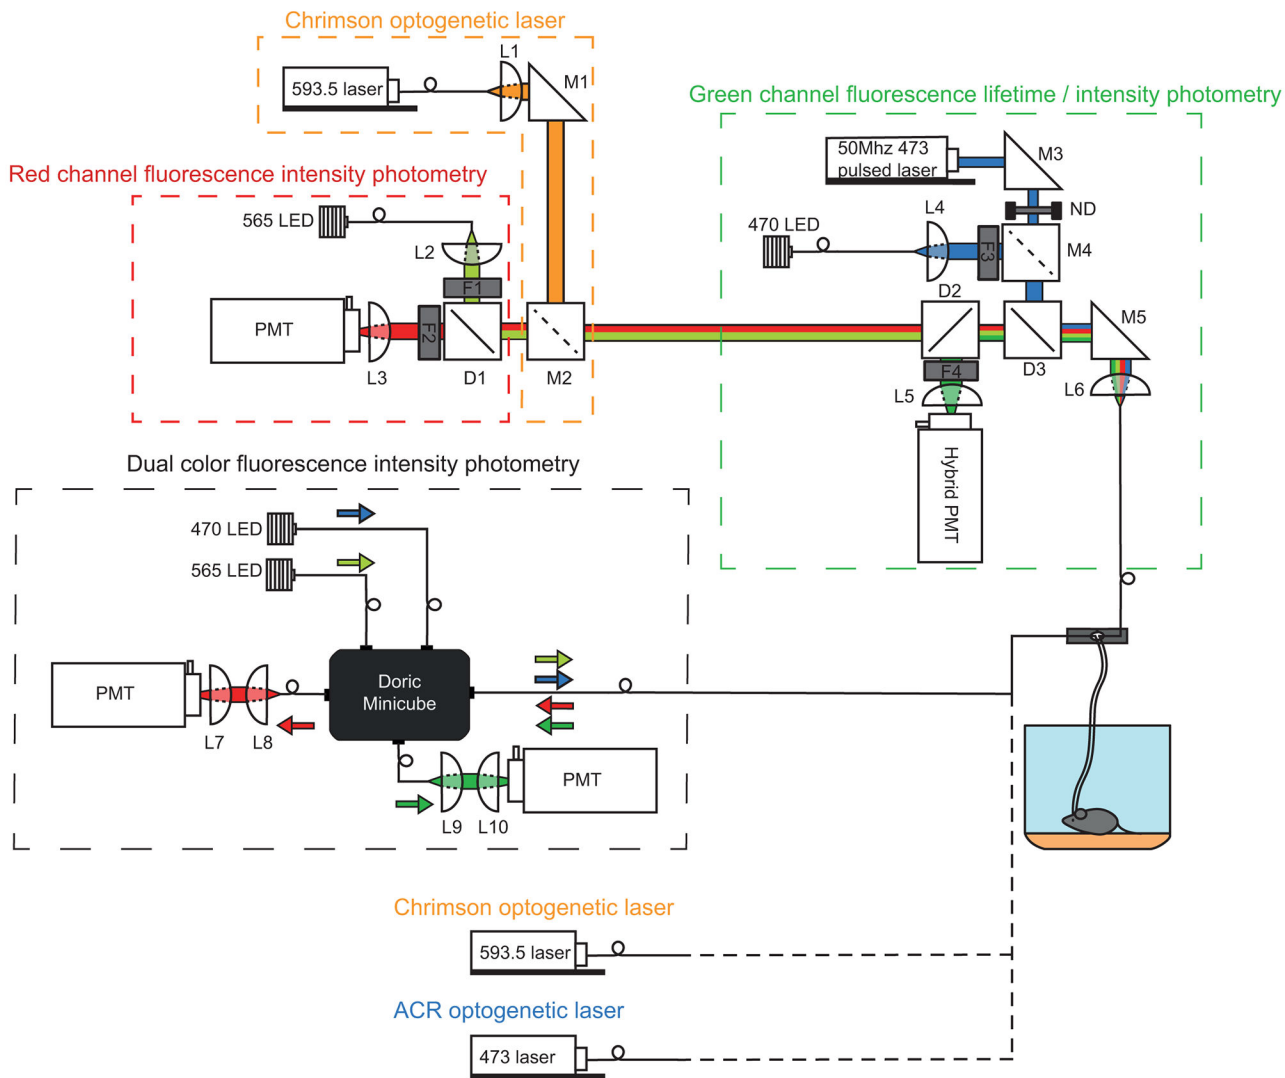 Chrimson optogenetic laser
L1
593.5 laser
M1
Green channel fluorescence lifetime / intensity photometry
50Mhz 473
pulsed laser
M3
Red channel fluorescence intensity photometry
565 LED
L2
F1
L4
ND
470 LED
F3
M4
PMT
F2
L3
D1
M2
D2
D3
M5
F4
L5
L6
Hybrid PMT
Dual color fluorescence intensity photometry
470 LED
565 LED
PMT
L7
L8
Doric
Minicube
L9
L10
PMT
Chrimson optogenetic laser
593.5 laser
ACR optogenetic laser
473 laser